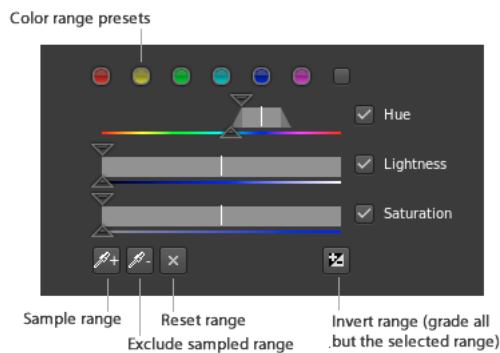 Color range presets
Hue
Lightness
Saturation
Sample range
Reset range
Exclude sampled range
Invert range (grade all
but the selected range)